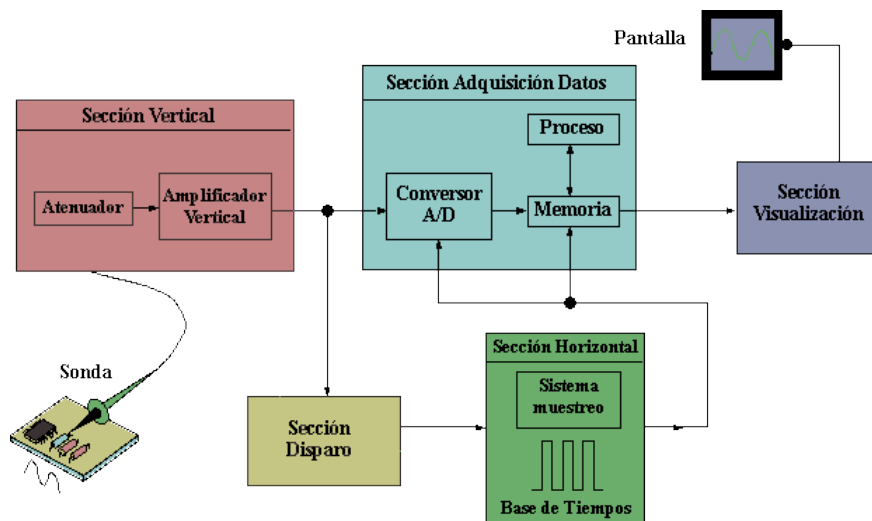 Pantalla
Sección Adquisición Datos
Sección Vertical
Proceso
Atenuador
Amplificador
Vertical
Conversor
A/D
Memoria
Sección
Visualización
Sonda
Sección
Disparo
Sección Horizontal
Sistema
muestreo
Base de Tiempos